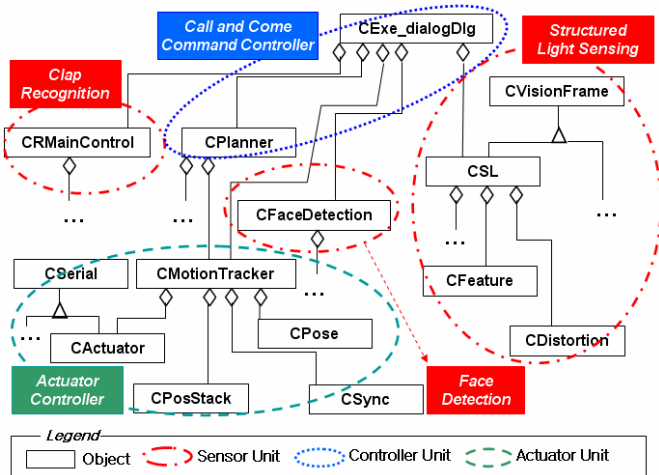 Call and Come
Command Controller
CExe_dialogDlg
Structured
Light Sensing
Clap
Recognition
CVisionFrame
CRMainControl
CPlanner
CSL
...
...
...
CFaceDetection
...
CSerial
CMotionTracker
...
CFeature
...
CPose
CActuator
CDistortion
Actuator
Controller
CPosStack
CSync
Face
Detection
Legend
Object
Sensor Unit
Controller Unit
Actuator Unit